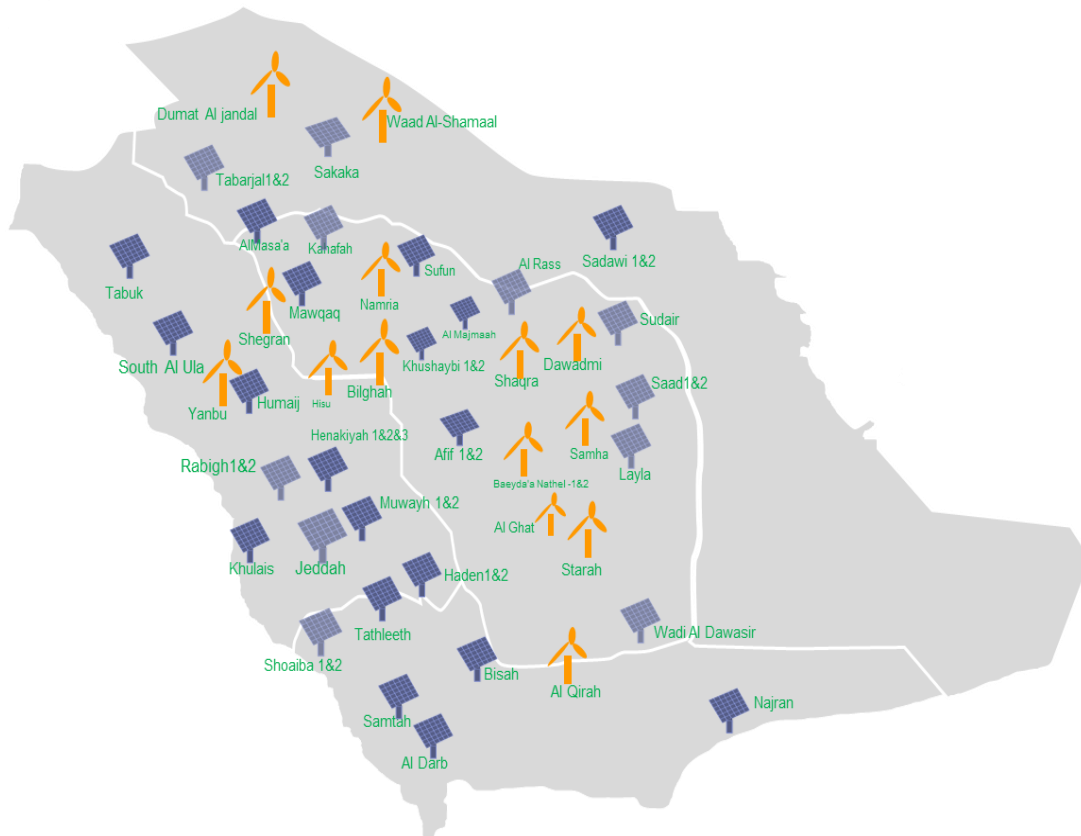 Dumat Al jandal
Waad Al-Shamaal
Sakaka
Tabarjal1&2
AlMasa'a
Kahafah
Sufun
Al Rass
Sadawi 1&2
Tabuk
Mawqaq
Namria
Al Majmaah
Sudair
Shegran
South Al Ula
Khushaybi 1&2
Shaqra
Dawadmi
Yanbu
Humaij
Hisu
Bilghah
Saad1&2
Henakiyah 1&2&3
Afif 1&2
Samha
Layla
Rabigh1&2
Baeyda'a Nathel -1&2
Muwayh 1&2
Al Ghat
Starah
Khulais
Jeddah
Haden1&2
Tathleeth
Wadi Al Dawasir
Shoaiba 1&2
Bisah
Al Qirah
Samtah
Najran
Al Darb